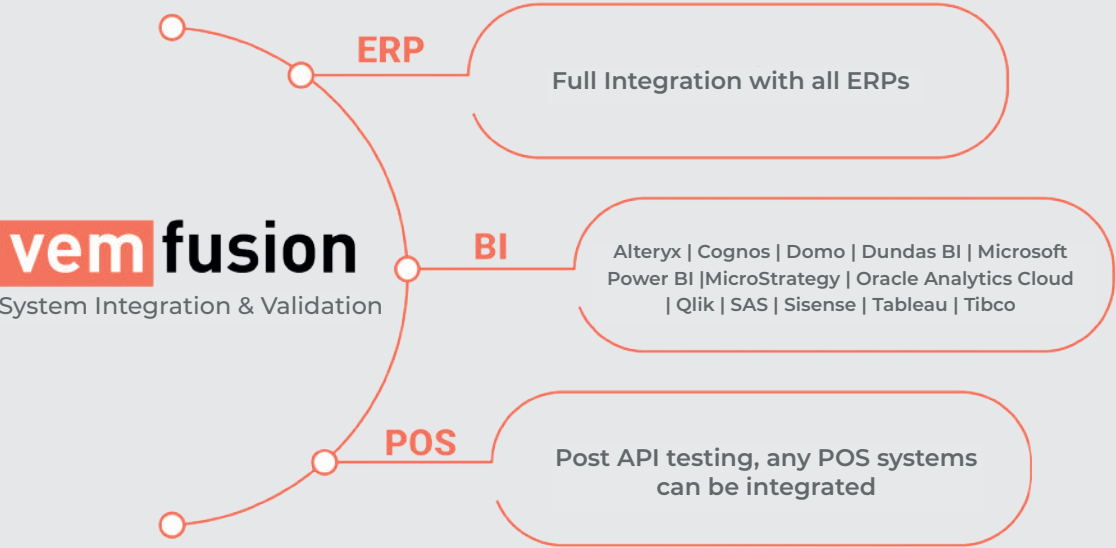 ERP
Full Integration with all ERPs
vem fusion
System Integration & Validation
BI
Alteryx | Cognos | Domo | Dundas BI | Microsoft
Power BI |MicroStrategy | Oracle Analytics Cloud
| Qlik | SAS | Sisense | Tableau | Tibco
POS
Post API testing, any POS systems
can be integrated